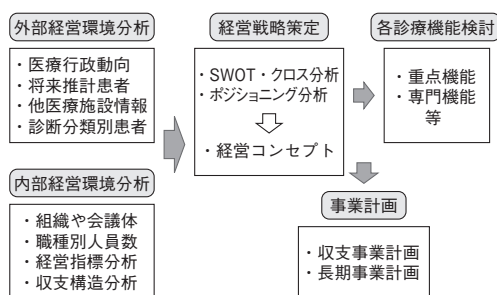 外部経営環境分析
・医療行政動向
・将来推計患者
・他医療施設情報
・診断分類別患者
内部経営環境分析
・組織や会議体
・職種別人員数
・経営指標分析
・収支構造分析
経営戦略策定
・SWOT・クロス分析
・ポジショニング分析
・経営コンセプト
各診療機能検討
・重点機能
・専門機能
等
事業計画
・収支事業計画
・長期事業計画